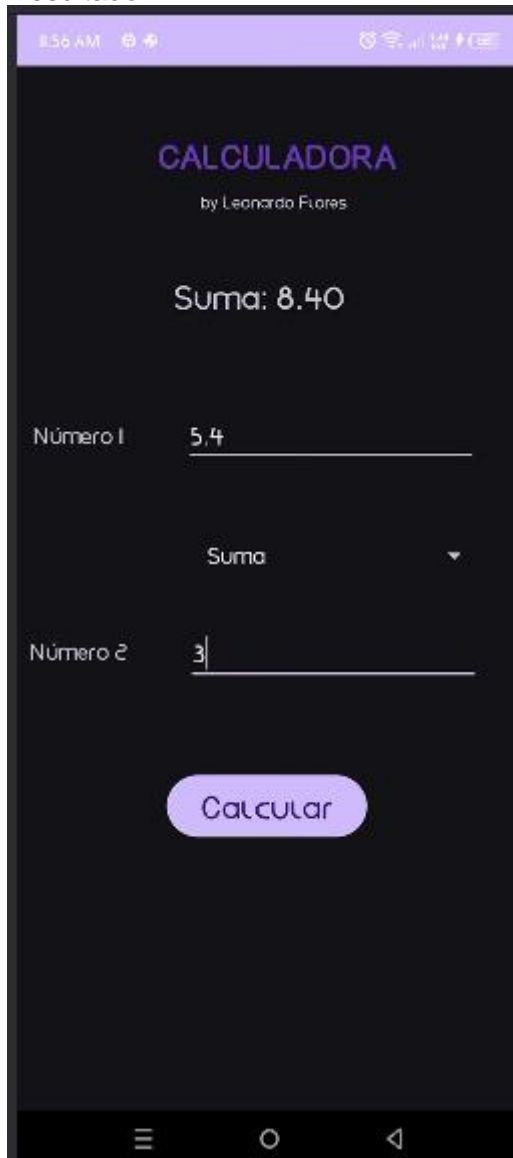 8:56 AM
CALCULADORA
by Leonardo Flores
Suma: 8.40
Número 1
5.4
Suma
Número 2
3
Calcular